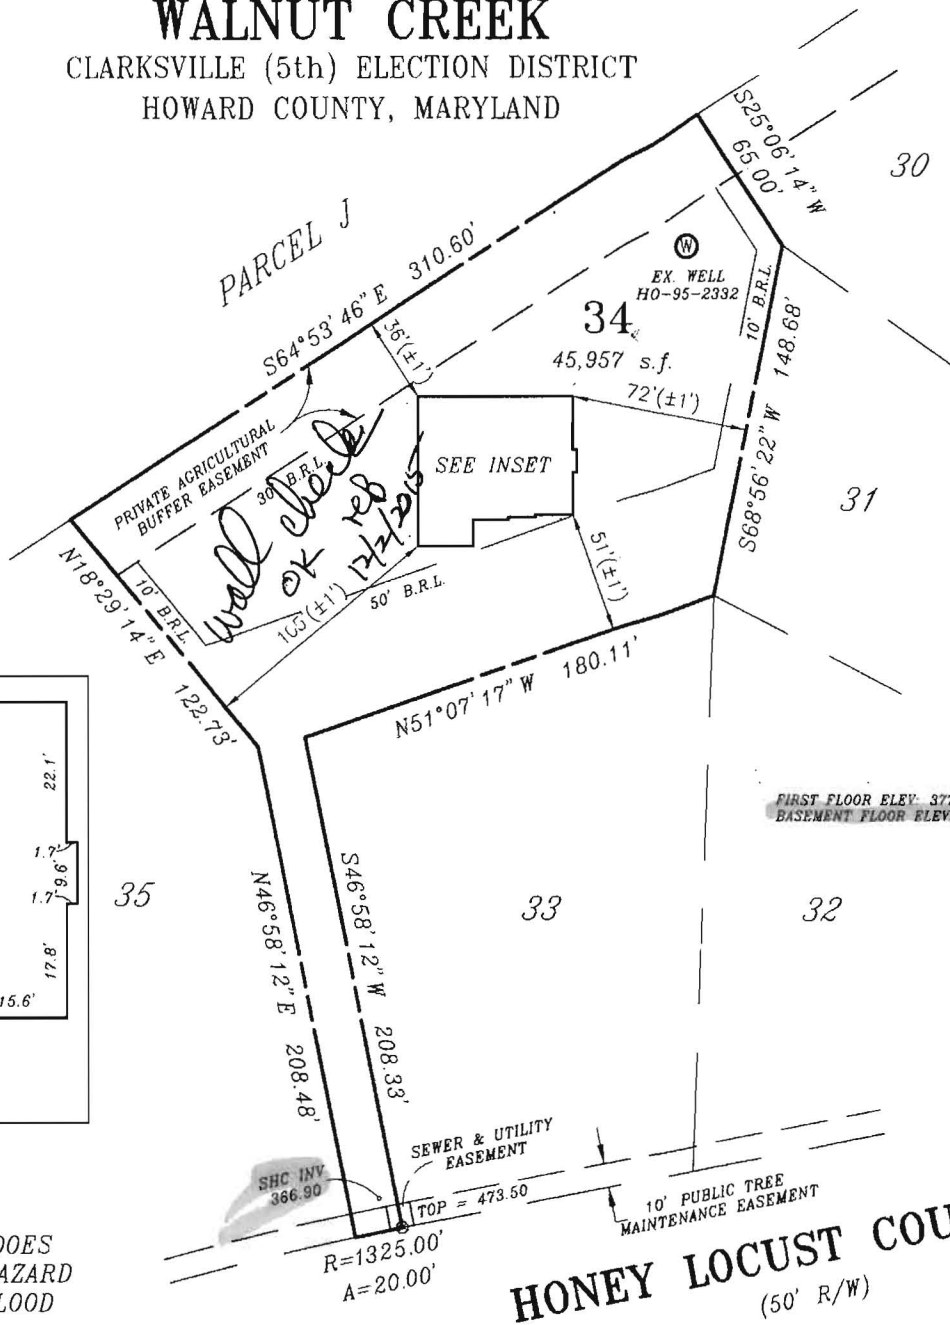 WALNUT CREEK
CLARKSVILLE (5th) ELECTION DISTRICT
HOWARD COUNTY, MARYLAND
S25°06'14"W
65.00'
30
PARCEL J
S64°53'46"E 310.60'
W
EX. WELL
HO-95-2332
10' B.R.L.
34
45,957 s.f.
36'(±1')
72'(±1')
S68°56'22"W 148.68'
PRIVATE AGRICULTURAL
BUFFER EASEMENT
30' B.R.L.
SEE INSET
31
wall check
OK
12/2/2015
N18°29'14"E 122.73'
10' B.R.L.
105'(±1')
50' B.R.L.
51'(±1')
N51°07'17"W 180.11'
22.1'
1.7'
9.6'
1.7'
17.8'
15.6'
FIRST FLOOR ELEV: 377
BASEMENT FLOOR ELEV
35
33
32
N46°58'12"E 208.48'
S46°58'12"W 208.33'
SHC INV
366.90
SEWER & UTILITY
EASEMENT
TOP = 473.50
10' PUBLIC TREE
MAINTENANCE EASEMENT
R=1325.00'
A=20.00'
HONEY LOCUST COU
(50' R/W)
DOES
AZARD
LOOD